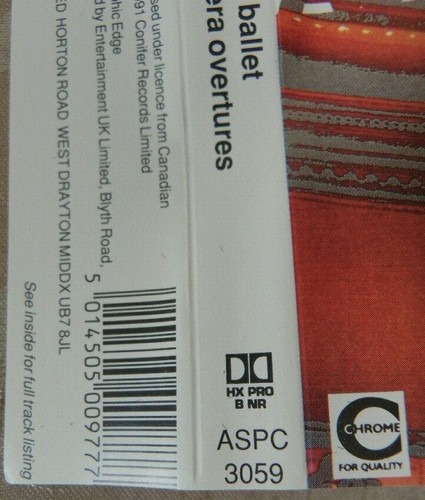 ballet
era overtures
sed under licence from Canadian
91 Conifer Records Limited
hic Edge
d by Entertainment UK Limited, Blyth Road,
ED HORTON ROAD WEST DRAYTON MIDDX UB7 8JL
See inside for full track listing
5 014505 009777
HX PRO
B NR
ASPC
3059
CHROME
FOR QUALITY